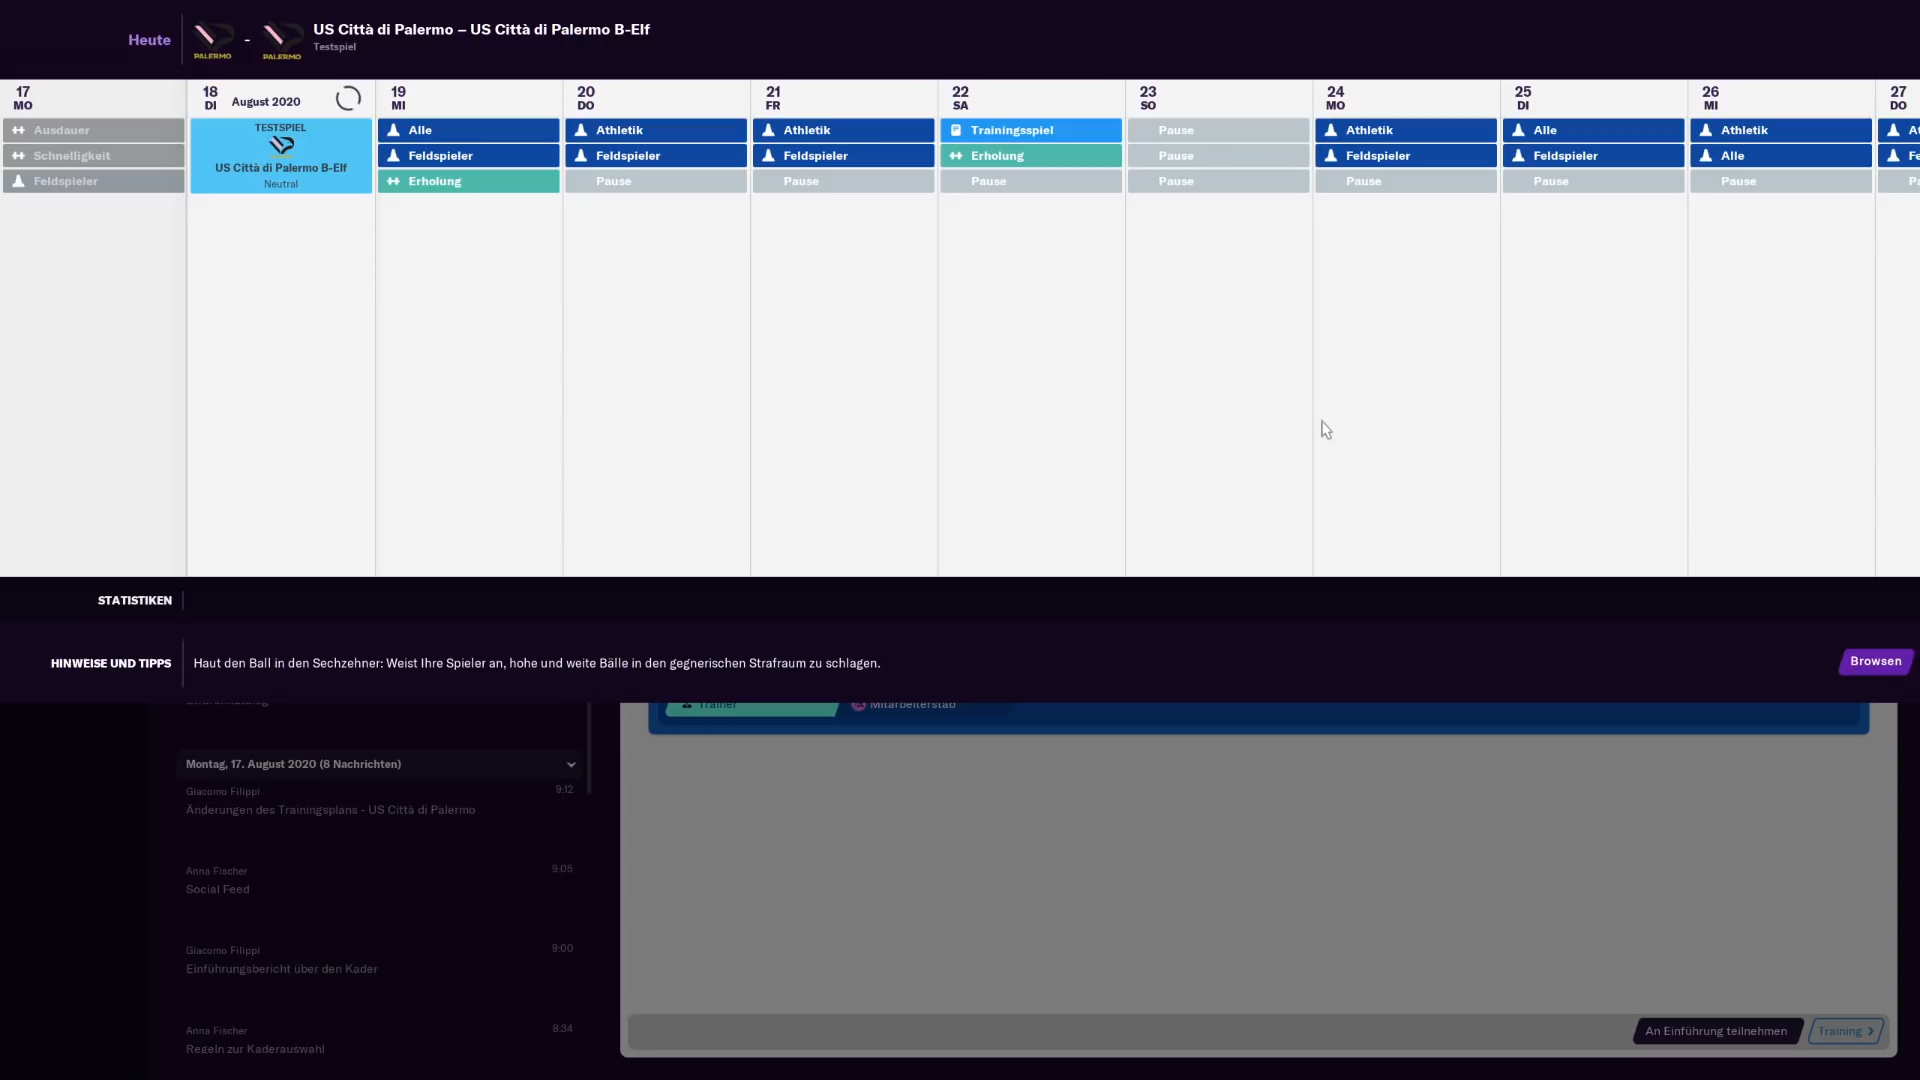 Heute
PALERMO
-
PALERMO
US Città di Palermo – US Città di Palermo B-Elf
Testspiel
17
MO
Ausdauer
Schnelligkeit
Feldspieler
18
DI
August 2020
TESTSPIEL
US Città di Palermo B-Elf
Neutral
19
MI
Alle
Feldspieler
Erholung
20
DO
Athletik
Feldspieler
Pause
21
FR
Athletik
Feldspieler
Pause
22
SA
Trainingsspiel
Erholung
Pause
23
SO
Pause
Pause
Pause
24
MO
Athletik
Feldspieler
Pause
25
DI
Alle
Feldspieler
Pause
26
MI
Athletik
Alle
Pause
27
DO
At
Fe
Pa
STATISTIKEN
HINWEISE UND TIPPS
Haut den Ball in den Sechzehner: Weist Ihre Spieler an, hohe und weite Bälle in den gegnerischen Strafraum zu schlagen.
Browsen
Trainer
Mitarbeiterstab
Montag, 17. August 2020 (8 Nachrichten)
Giacomo Filippi
9:12
Änderungen des Trainingsplans - US Città di Palermo
Anna Fischer
9:05
Social Feed
Giacomo Filippi
9:00
Einführungsbericht über den Kader
Anna Fischer
8:34
Regeln zur Kaderauswahl
An Einführung teilnehmen
Training